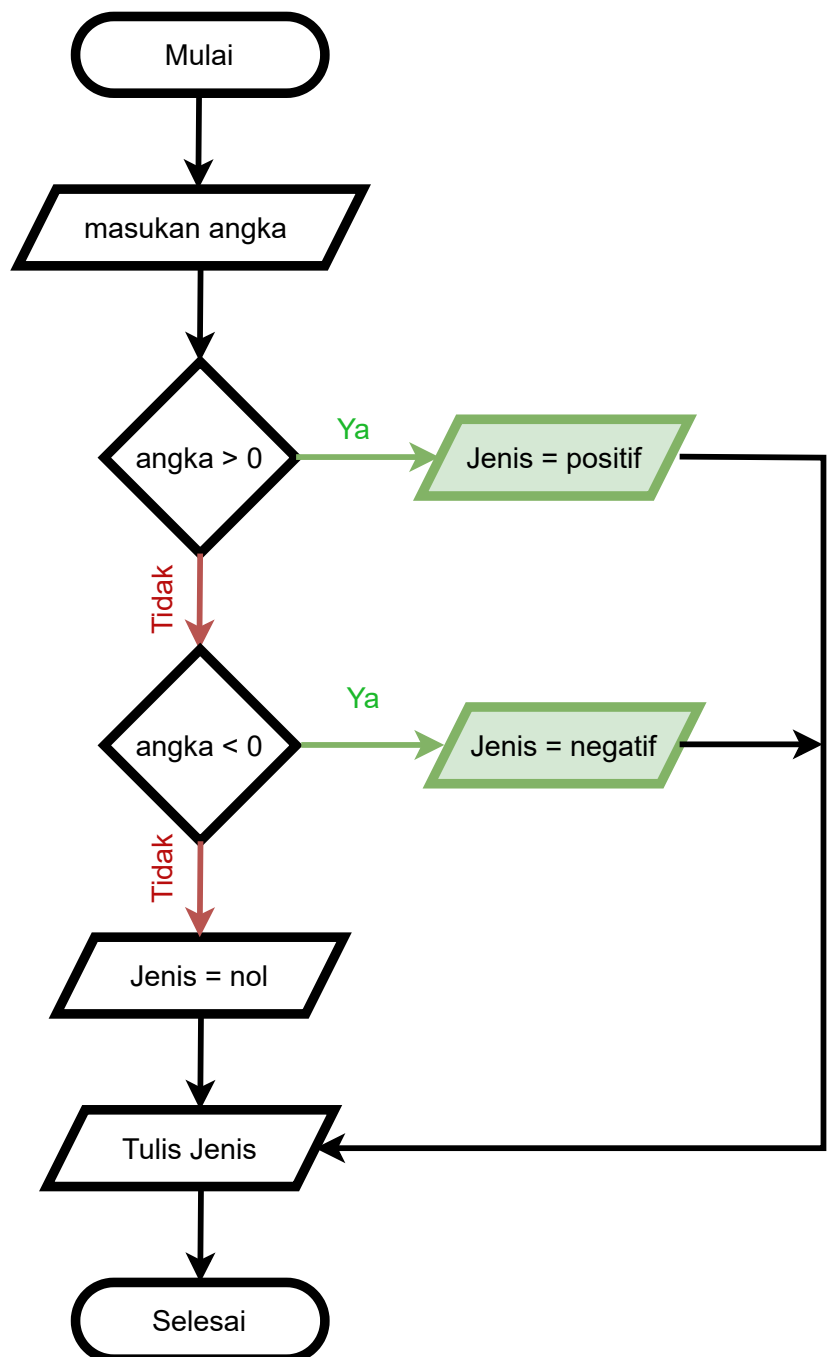 Mulai
masukan angka
angka > 0
Ya
Jenis = positif
Tidak
angka < 0
Ya
Jenis = negatif
Tidak
Jenis = nol
Tulis Jenis
Selesai